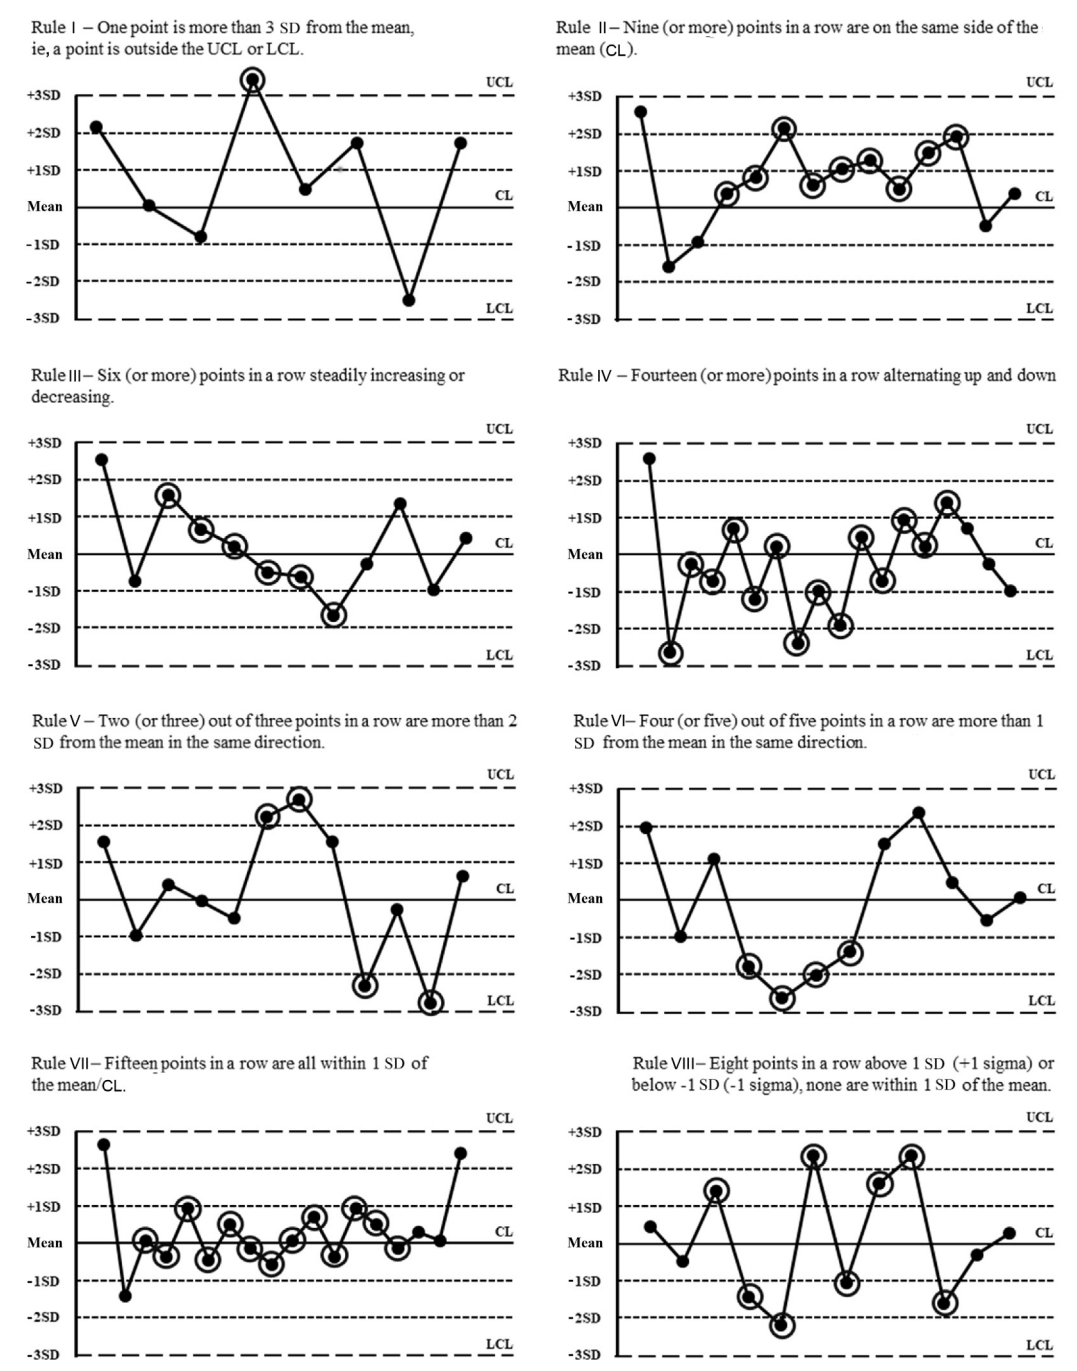 Rule I – One point is more than 3 SD from the mean,
ie, a point is outside the UCL or LCL.
UCL
+3SD
+2SD
+1SD
CL
Mean
-1SD
-2SD
LCL
-3SD
Rule II – Nine (or more) points in a row are on the same side of the
mean (CL).
UCL
+3SD
+2SD
+1SD
CL
Mean
-1SD
-2SD
LCL
-3SD
Rule III – Six (or more) points in a row steadily increasing or
decreasing.
UCL
+3SD
+2SD
+1SD
CL
Mean
-1SD
-2SD
LCL
-3SD
Rule IV – Fourteen (or more) points in a row alternating up and down
UCL
+3SD
+2SD
+1SD
CL
Mean
-1SD
-2SD
LCL
-3SD
Rule V – Two (or three) out of three points in a row are more than 2
SD from the mean in the same direction.
UCL
+3SD
+2SD
+1SD
CL
Mean
-1SD
-2SD
LCL
-3SD
Rule VI – Four (or five) out of five points in a row are more than 1
SD from the mean in the same direction.
UCL
+3SD
+2SD
+1SD
CL
Mean
-1SD
-2SD
LCL
-3SD
Rule VII – Fifteen points in a row are all within 1 SD of
the mean/CL.
UCL
+3SD
+2SD
+1SD
CL
Mean
-1SD
-2SD
LCL
-3SD
Rule VIII – Eight points in a row above 1 SD (+1 sigma) or
below -1 SD (-1 sigma), none are within 1 SD of the mean.
UCL
+3SD
+2SD
+1SD
CL
Mean
-1SD
-2SD
LCL
-3SD